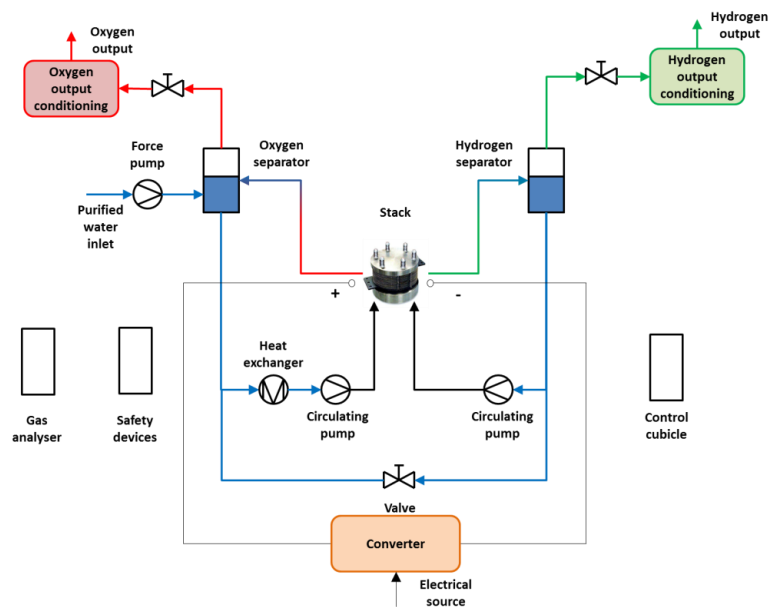 Oxygen
output
Hydrogen
output
Oxygen
output
conditioning
Hydrogen
output
conditioning
Force
pump
Oxygen
separator
Hydrogen
separator
Purified
water
inlet
Stack
+
-
Heat
exchanger
Circulating
pump
Circulating
pump
Gas
analyser
Safety
devices
Control
cubicle
Valve
Converter
Electrical
source